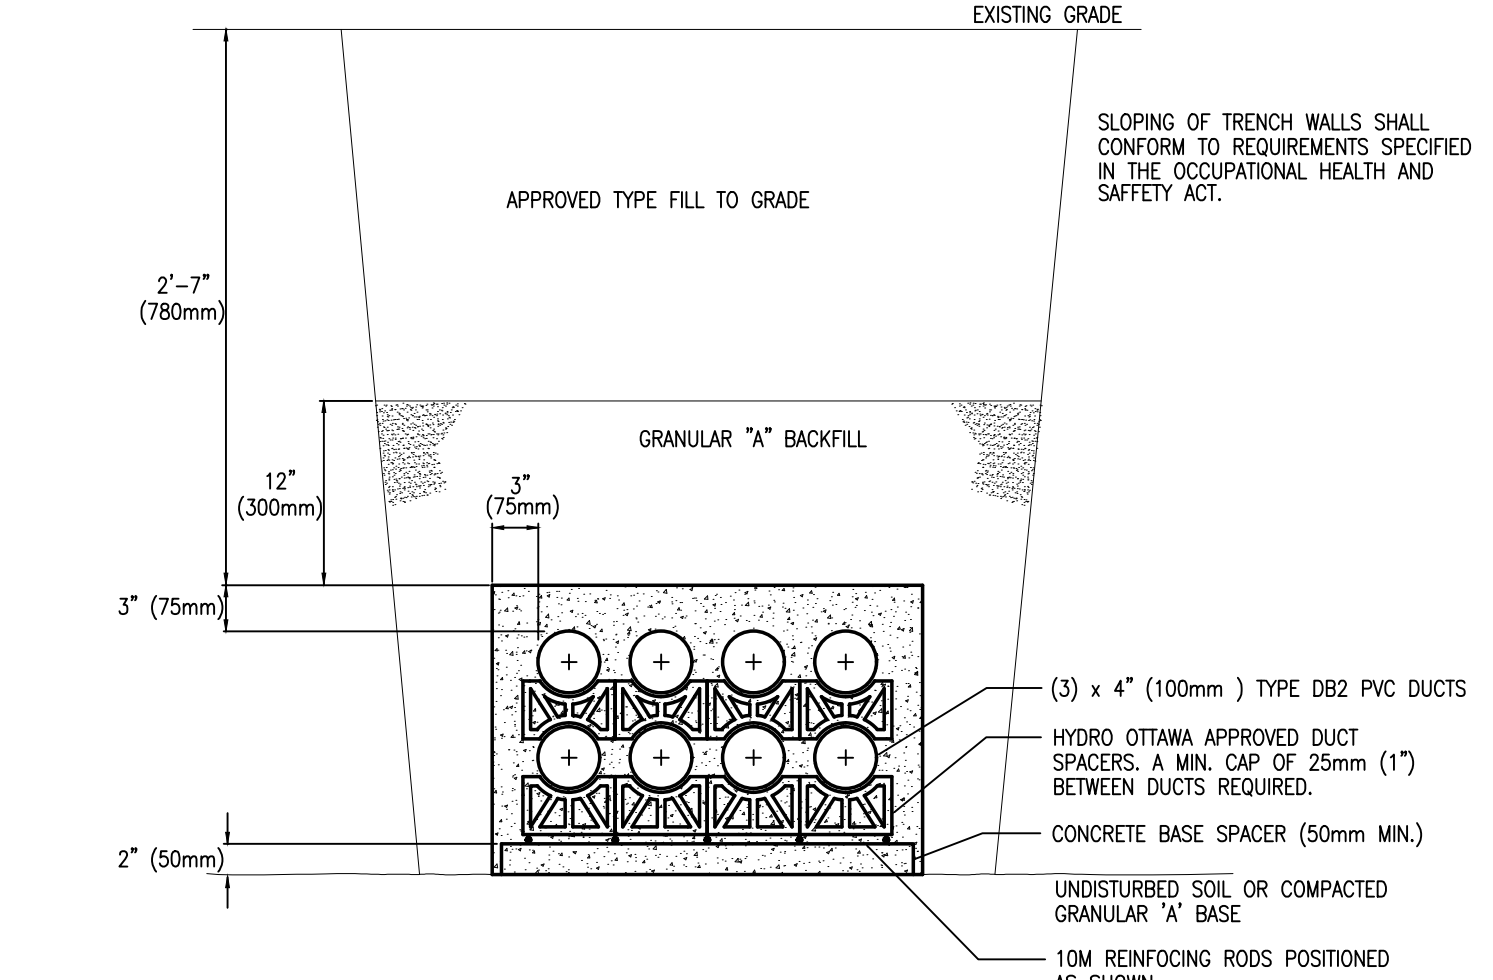 EXISTING GRADE
SLOPING OF TRENCH WALLS SHALL
CONFORM TO REQUIREMENTS SPECIFIED
IN THE OCCUPATIONAL HEALTH AND
SAFFETY ACT.
APPROVED TYPE FILL TO GRADE
2'-7"
(780mm)
GRANULAR "A" BACKFILL
12"
(300mm)
3"
(75mm)
3" (75mm)
(3) x 4" (100mm ) TYPE DB2 PVC DUCTS
HYDRO OTTAWA APPROVED DUCT
SPACERS. A MIN. CAP OF 25mm (1")
BETWEEN DUCTS REQUIRED.
CONCRETE BASE SPACER (50mm MIN.)
2" (50mm)
UNDISTURBED SOIL OR COMPACTED
GRANULAR 'A' BASE
10M REINFOCING RODS POSITIONED
AS SHOWN